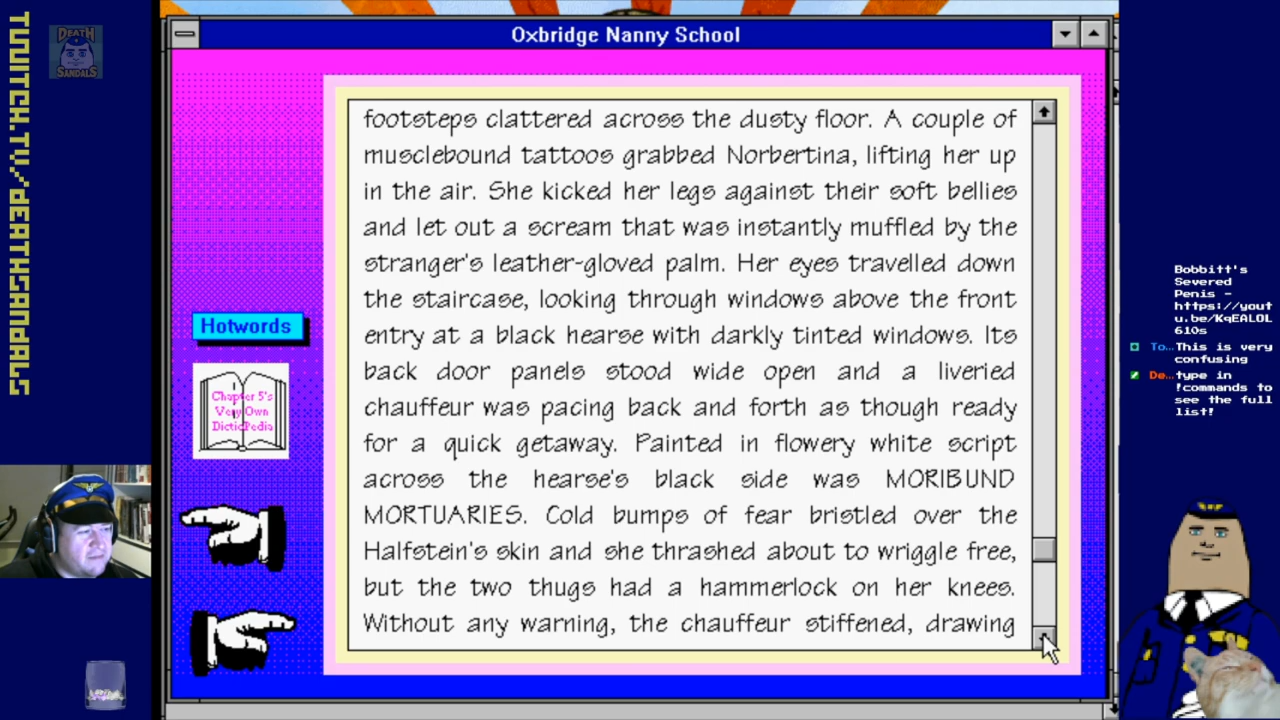 TWITCH.TV/DEATHSANDALS
DEATH
SANDALS
Oxbridge Nanny School
footsteps clattered across the dusty floor. A couple of
musclebound tattoos grabbed Norbertina, lifting her up
in the air. She kicked her legs against their soft bellies
and let out a scream that was instantly muffled by the
stranger's leather-gloved palm. Her eyes travelled down
the staircase, looking through windows above the front
entry at a black hearse with darkly tinted windows. Its
back door panels stood wide open and a liveried
chauffeur was pacing back and forth as though ready
for a quick getaway. Painted in flowery white script
across the hearse's black side was MORIBUND
MORTUARIES. Cold bumps of fear bristled over the
Halfstein's skin and she thrashed about to wriggle free,
but the two thugs had a hammerlock on her knees.
Without any warning, the chauffeur stiffened, drawing
Hotwords
Chapter 5's
Very Own
DictioPedia
Bobbitt's
Severed
Penis -
https://yout
u.be/KqEALOL
610s
To...This is very
confusing
De...type in
!commands to
see the full
list!